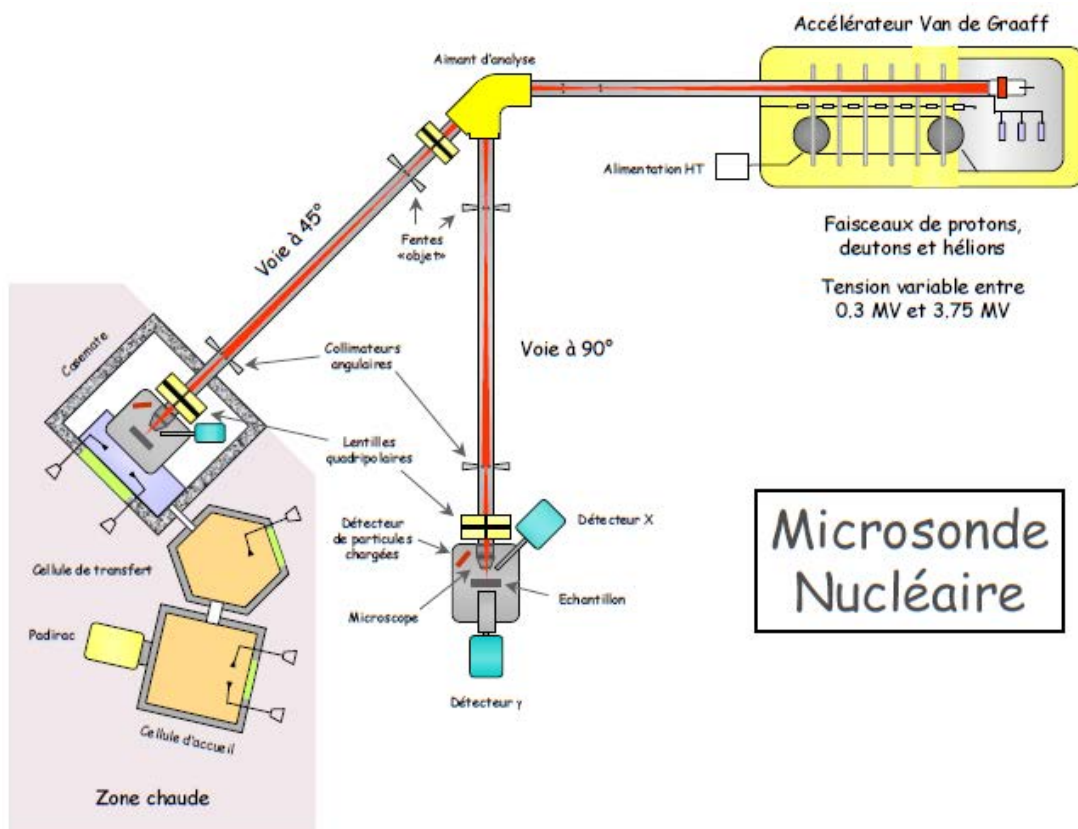 Accélérateur Van de Graaff
Aimant d'analyse
Alimentation HT
Faisceaux de protons,
deutons et hélions
Tension variable entre
0.3 MV et 3.75 MV
Voie à 45°
Fentes
«objet»
Voie à 90°
Casemate
Collimateurs
angulaires
Lentilles
quadripolaires
Détecteur
de particules
chargées
Détecteur X
Microscope
Echantillon
Détecteur γ
Cellule de transfert
Padirac
Cellule d'accueil
Zone chaude
Microsonde
Nucléaire